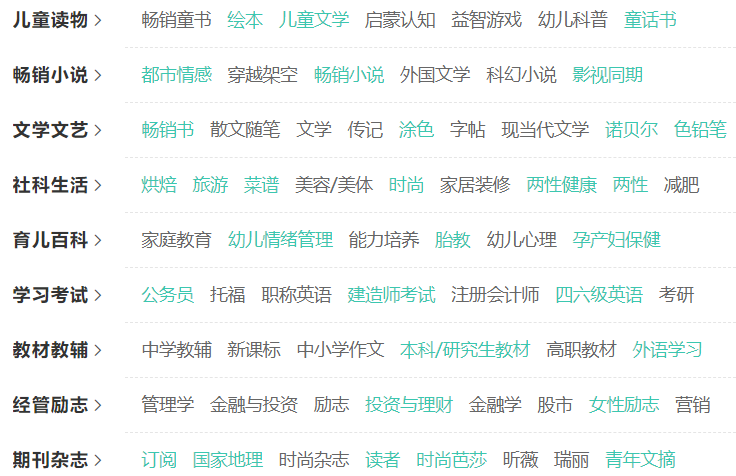 儿童读物 > 畅销童书 绘本 儿童文学 启蒙认知 益智游戏 幼儿科普 童话书
畅销小说 > 都市情感 穿越架空 畅销小说 外国文学 科幻小说 影视同期
文学文艺 > 畅销书 散文随笔 文学 传记 涂色 字帖 现当代文学 诺贝尔 色铅笔
社科生活 > 烘焙 旅游 菜谱 美容/美体 时尚 家居装修 两性健康 两性 减肥
育儿百科 > 家庭教育 幼儿情绪管理 能力培养 胎教 幼儿心理 孕产妇保健
学习考试 > 公务员 托福 职称英语 建造师考试 注册会计师 四六级英语 考研
教材教辅 > 中学教辅 新课标 中小学作文 本科/研究生教材 高职教材 外语学习
经管励志 > 管理学 金融与投资 励志 投资与理财 金融学 股市 女性励志 营销
期刊杂志 > 订阅 国家地理 时尚杂志 读者 时尚芭莎 昕薇 瑞丽 青年文摘